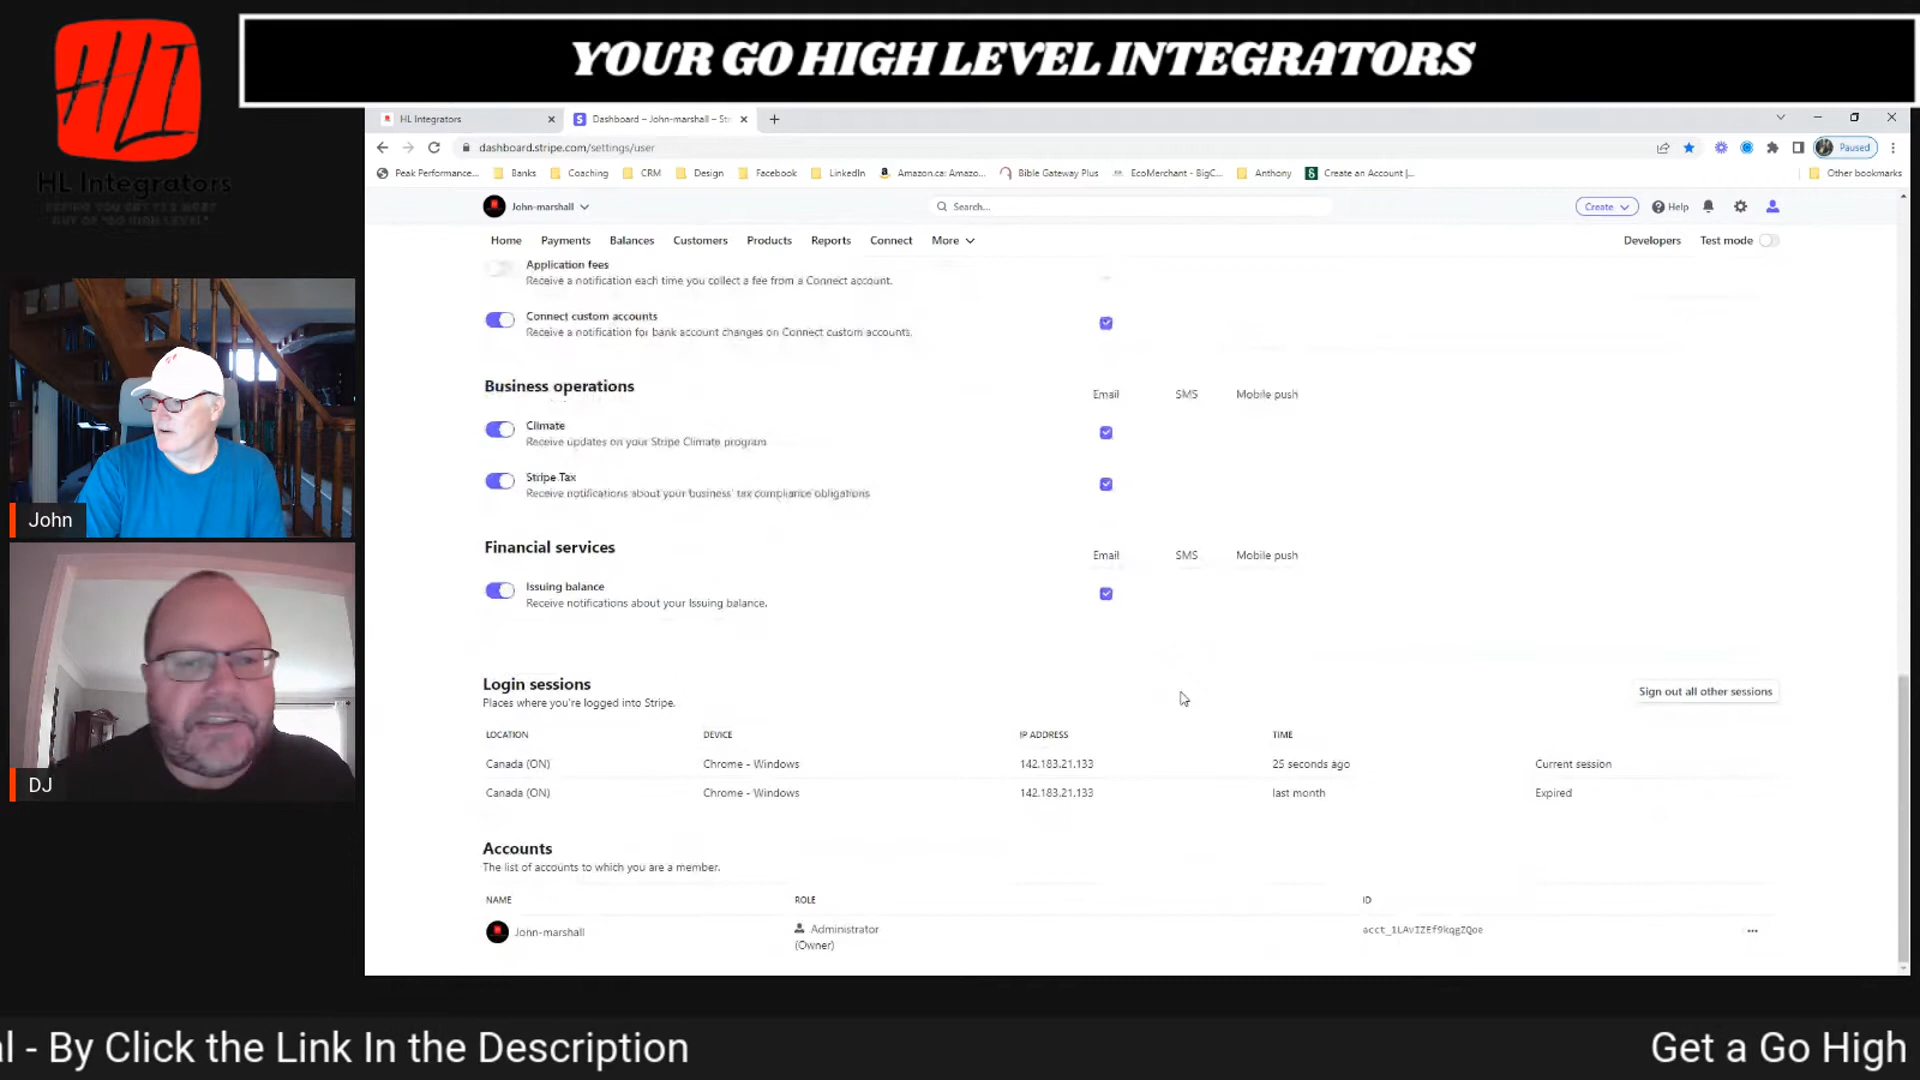 YOUR GO HIGH LEVEL INTEGRATORS
HLI
HL Integrators
HL Integrators
Dashboard – John-marshall – Str
dashboard.stripe.com/settings/user
Paused
Peak Performance...
Banks
Coaching
CRM
Design
Facebook
LinkedIn
Amazon.ca: Amazo...
Bible Gateway Plus
EcoMerchant - BigC...
Anthony
Create an Account |...
Other bookmarks
John-marshall
Search...
Create
Help
Home
Payments
Balances
Customers
Products
Reports
Connect
More
Developers
Test mode
Application fees
Receive a notification each time you collect a fee from a Connect account.
Connect custom accounts
Receive a notification for bank account changes on Connect custom accounts.
Business operations
Email SMS Mobile push
Climate
Receive updates on your Stripe Climate program
Stripe Tax
Receive notifications about your business' tax compliance obligations
Financial services
Email SMS Mobile push
Issuing balance
Receive notifications about your Issuing balance.
Login sessions
Places where you're logged into Stripe.
Sign out all other sessions
LOCATION DEVICE IP ADDRESS TIME
Canada (ON) Chrome - Windows 142.183.21.133 25 seconds ago Current session
Canada (ON) Chrome - Windows 142.183.21.133 last month Expired
Accounts
The list of accounts to which you are a member.
NAME ROLE ID
John-marshall Administrator acct_1LAvIZEf9kqgZQoe
(Owner)
John
DJ
al - By Click the Link In the Description
Get a Go High